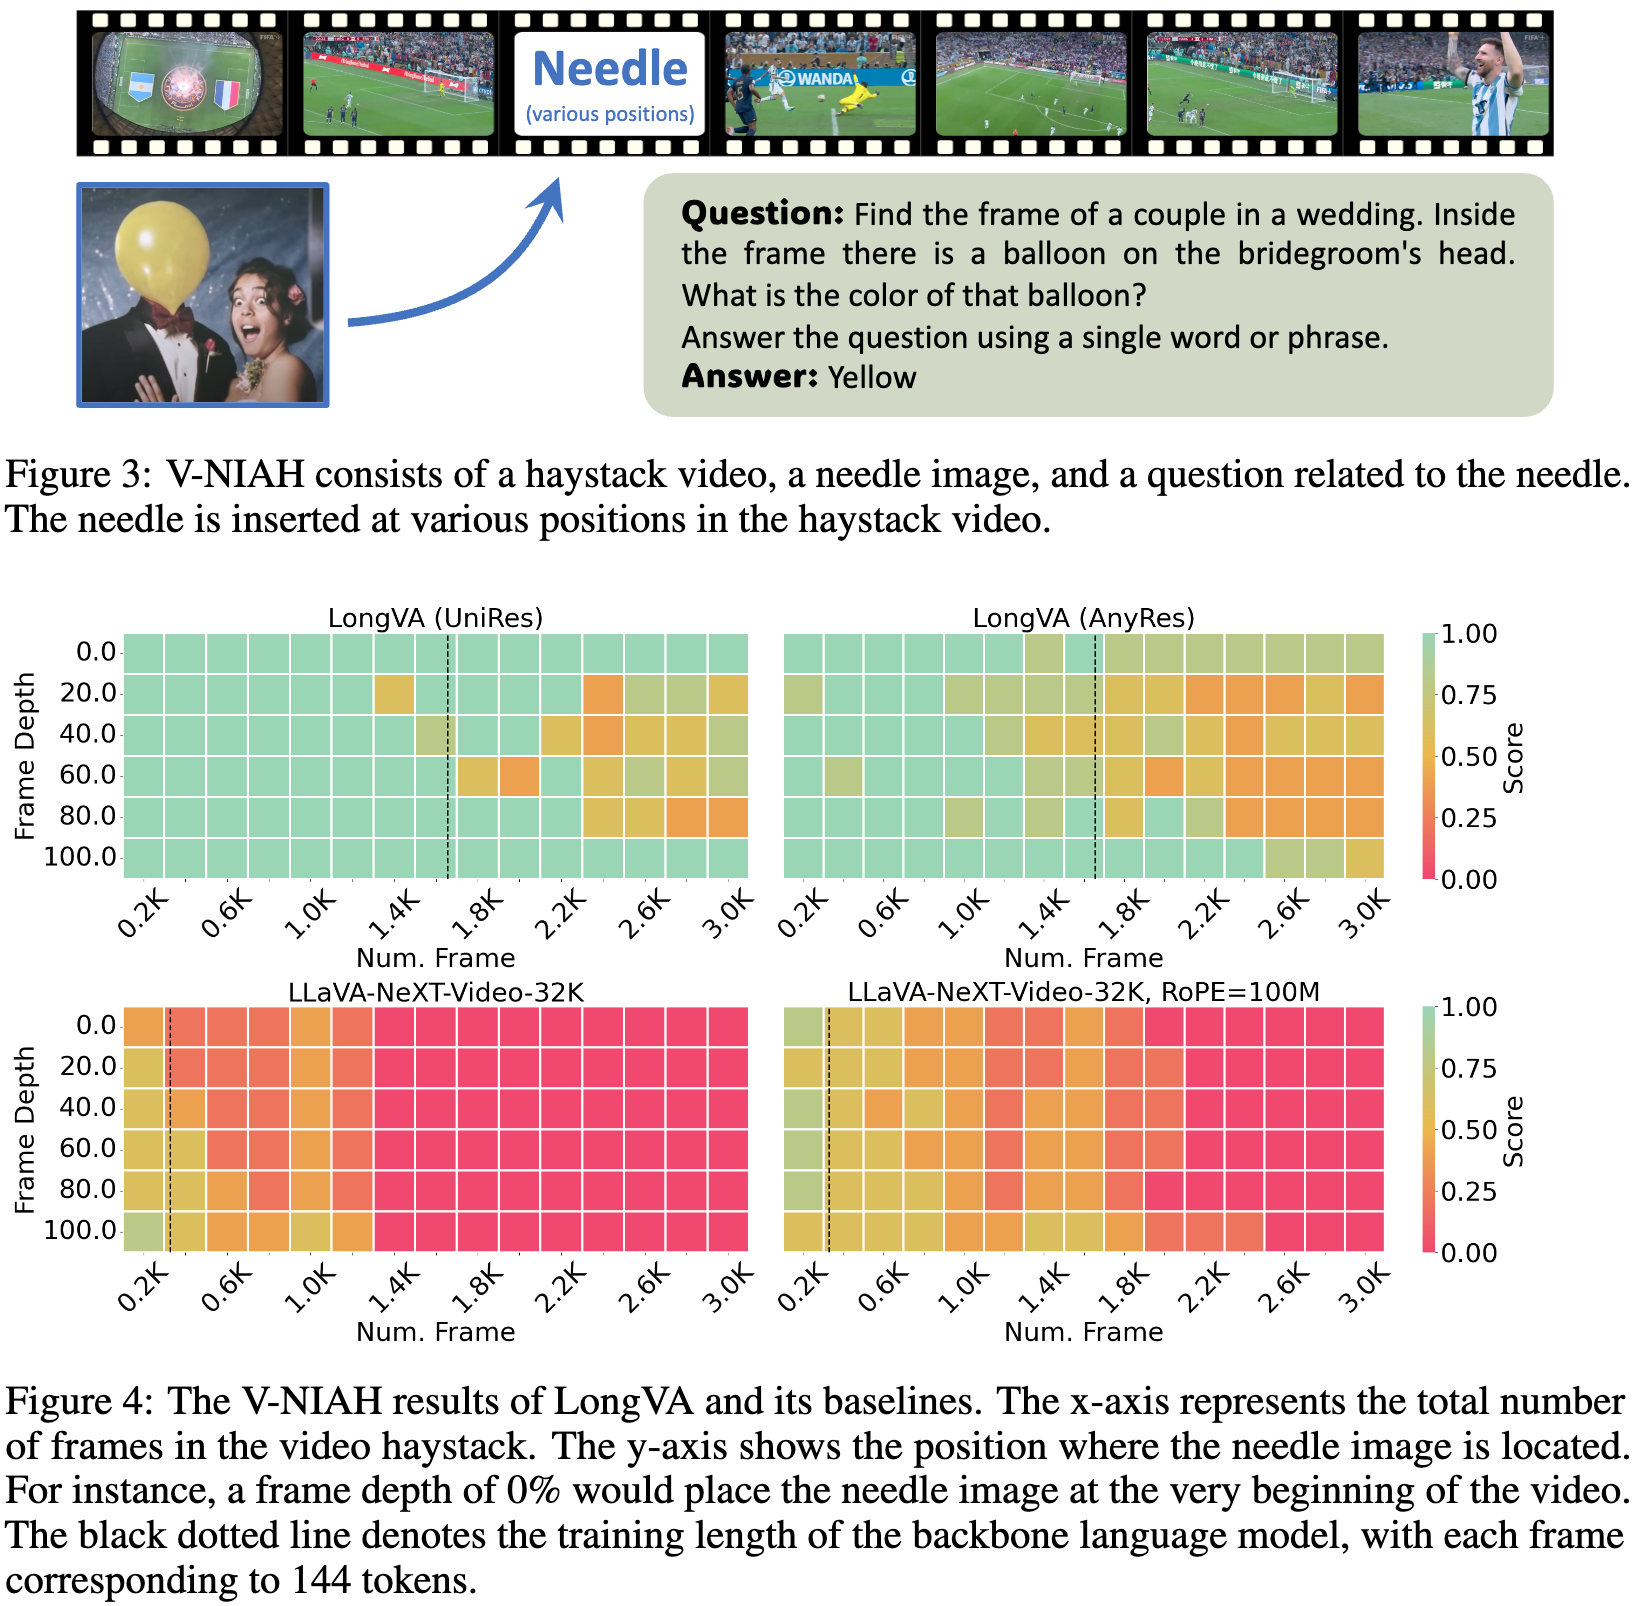 FIFA+
Needle
(various positions)
WANDA
FIFA+
Question: Find the frame of a couple in a wedding. Inside
the frame there is a balloon on the bridegroom's head.
What is the color of that balloon?
Answer the question using a single word or phrase.
Answer: Yellow
Figure 3: V-NIAH consists of a haystack video, a needle image, and a question related to the needle.
The needle is inserted at various positions in the haystack video.
LongVA (UniRes)
Frame Depth
0.0
20.0
40.0
60.0
80.0
100.0
0.2K 0.6K 1.0K 1.4K 1.8K 2.2K 2.6K 3.0K
Num. Frame
LongVA (AnyRes)
0.2K 0.6K 1.0K 1.4K 1.8K 2.2K 2.6K 3.0K
Num. Frame
1.00
0.75
0.50
0.25
0.00
Score
LLaVA-NeXT-Video-32K
Frame Depth
0.0
20.0
40.0
60.0
80.0
100.0
0.2K 0.6K 1.0K 1.4K 1.8K 2.2K 2.6K 3.0K
Num. Frame
LLaVA-NeXT-Video-32K, RoPE=100M
0.2K 0.6K 1.0K 1.4K 1.8K 2.2K 2.6K 3.0K
Num. Frame
1.00
0.75
0.50
0.25
0.00
Score
Figure 4: The V-NIAH results of LongVA and its baselines. The x-axis represents the total number
of frames in the video haystack. The y-axis shows the position where the needle image is located.
For instance, a frame depth of 0% would place the needle image at the very beginning of the video.
The black dotted line denotes the training length of the backbone language model, with each frame
corresponding to 144 tokens.